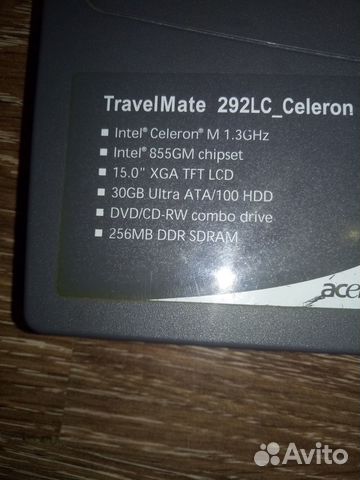 TravelMate 292LC_Celeron
■ Intel® Celeron® M 1.3GHz
■ Intel® 855GM chipset
■ 15.0" XGA TFT LCD
■ 30GB Ultra ATA/100 HDD
■ DVD/CD-RW combo drive
■ 256MB DDR SDRAM
acer
Avito